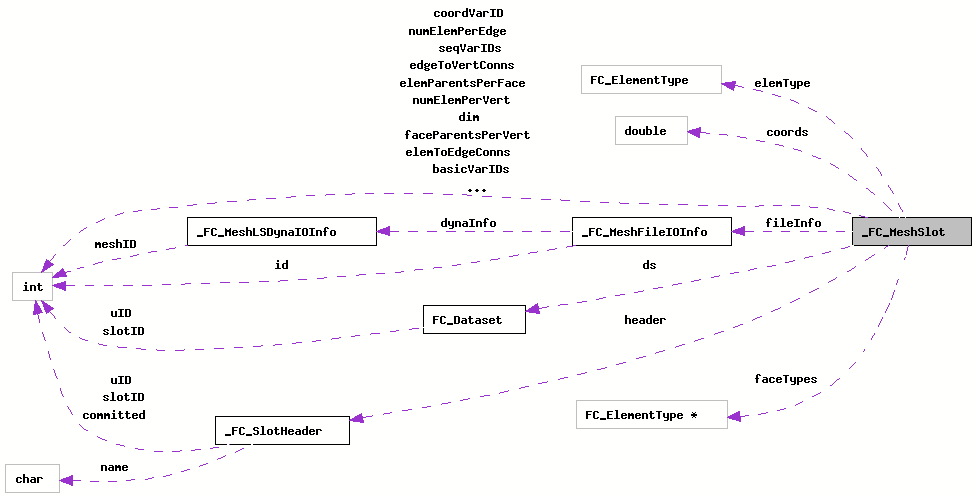 coordVarID
numElemPerEdge
seqVarIDs
edgeToVertConns
elemParentsPerFace
numElemPerVert
dim
faceParentsPerVert
elemToEdgeConns
basicVarIDs
...
FC_ElementType
elemType
double
coords
_FC_MeshLSDynaIOInfo
dynaInfo
_FC_MeshFileIOInfo
fileInfo
_FC_MeshSlot
meshID
id
ds
int
uID
slotID
FC_Dataset
header
uID
slotID
committed
faceTypes
FC_ElementType *
_FC_SlotHeader
name
char